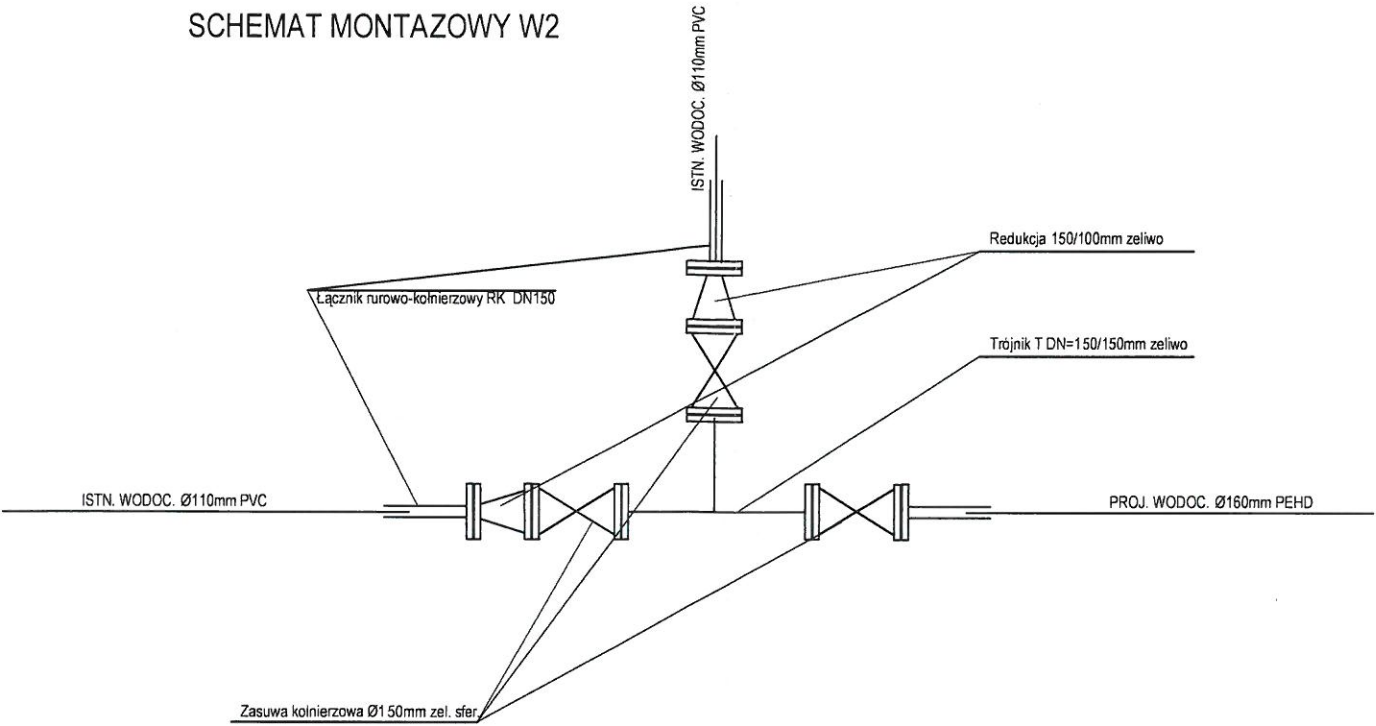 SCHEMAT MONTAZOWY W2
ISTN. WODOC. Ø110mm PVC
Redukcja 150/100mm zeliwo
Łącznik rurowo-kołnierzowy RK DN150
Trójnik T DN=150/150mm zeliwo
ISTN. WODOC. Ø110mm PVC
PROJ. WODOC. Ø160mm PEHD
Zasuwa kołnierzowa Ø150mm zel. sfer.